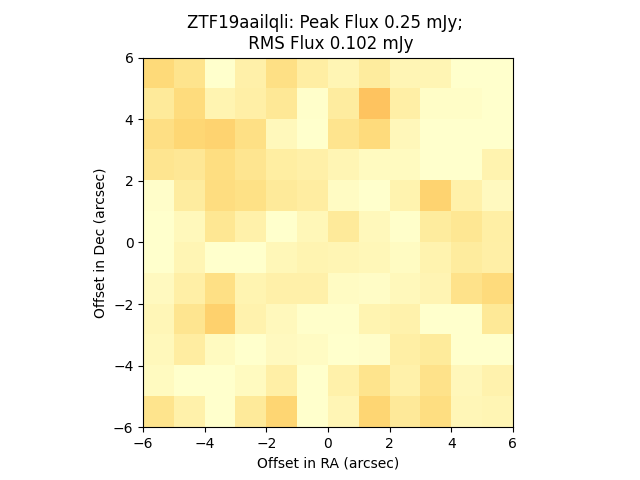 ZTF19aailqli: Peak Flux 0.25 mJy;
RMS Flux 0.102 mJy
6
4
2
0
−2
−4
−6
Offset in Dec (arcsec)
−6 −4 −2 0 2 4 6
Offset in RA (arcsec)